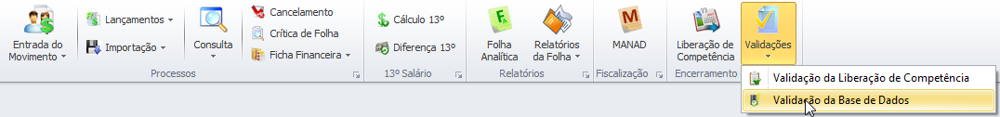 Entrada do
Movimento
Lançamentos
Importação
Consulta
Cancelamento
Crítica de Folha
Ficha Financeira
Processos
Cálculo 13º
Diferença 13º
13º Salário
Folha
Analítica
Relatórios
da Folha
Relatórios
MANAD
Fiscalização
Liberação de
Competência
Encerramento
Validações
Validação da Liberação de Competência
Validação da Base de Dados